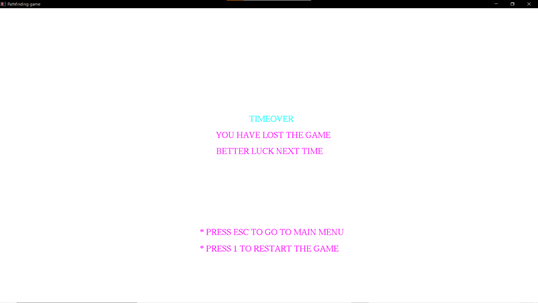 Pathfinding game
TIMEOVER
YOU HAVE LOST THE GAME
BETTER LUCK NEXT TIME
* PRESS ESC TO GO TO MAIN MENU
* PRESS 1 TO RESTART THE GAME